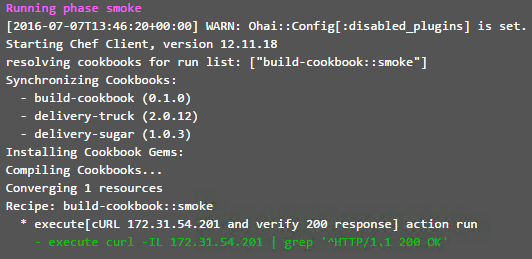 Running phase smoke
[2016-07-07T13:46:20+00:00] WARN: Ohai::Config[:disabled_plugins] is set.
Starting Chef Client, version 12.11.18
resolving cookbooks for run list: ["build-cookbook::smoke"]
Synchronizing Cookbooks:
  - build-cookbook (0.1.0)
  - delivery-truck (2.0.12)
  - delivery-sugar (1.0.3)
Installing Cookbook Gems:
Compiling Cookbooks...
Converging 1 resources
Recipe: build-cookbook::smoke
  * execute[cURL 172.31.54.201 and verify 200 response] action run
    - execute curl -IL 172.31.54.201 | grep '^HTTP/1.1 200 OK'